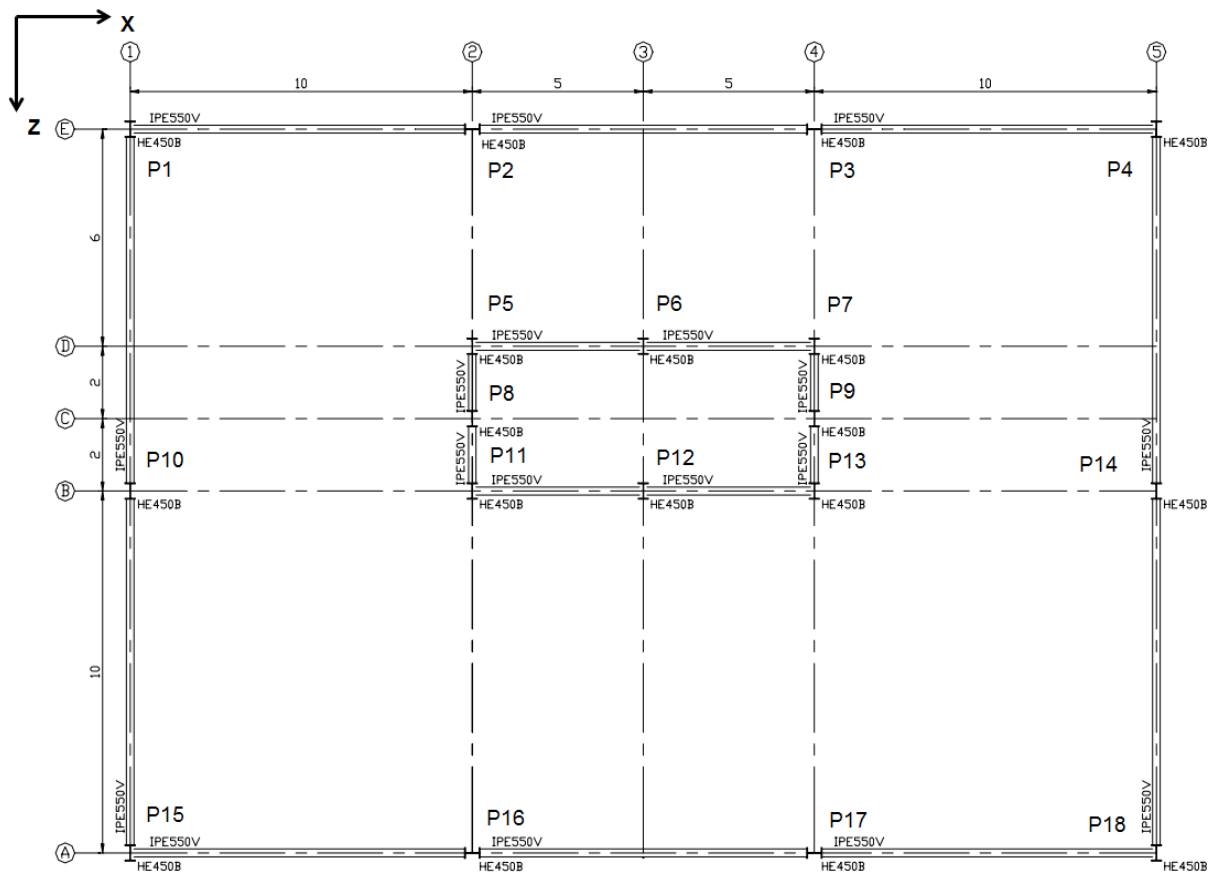 X
1 2 3 4 5
10 5 5 10
Z
E
IPE550V IPE550V IPE550V
HE450B HE450B HE450B HE450B
P1 P2 P3 P4
6
P5 P6 P7
IPE550V IPE550V
D
HE450B HE450B HE450B
2
IPE550V IPE550V
P8 P9
C
HE450B HE450B
2
IPE550V IPE550V IPE550V IPE550V
P10 P11 P12 P13 P14
IPE550V IPE550V
B
HE450B HE450B HE450B HE450B HE450B
10
IPE550V IPE550V
P15 P16 P17 P18
IPE550V IPE550V IPE550V
A
HE450B HE450B HE450B HE450B